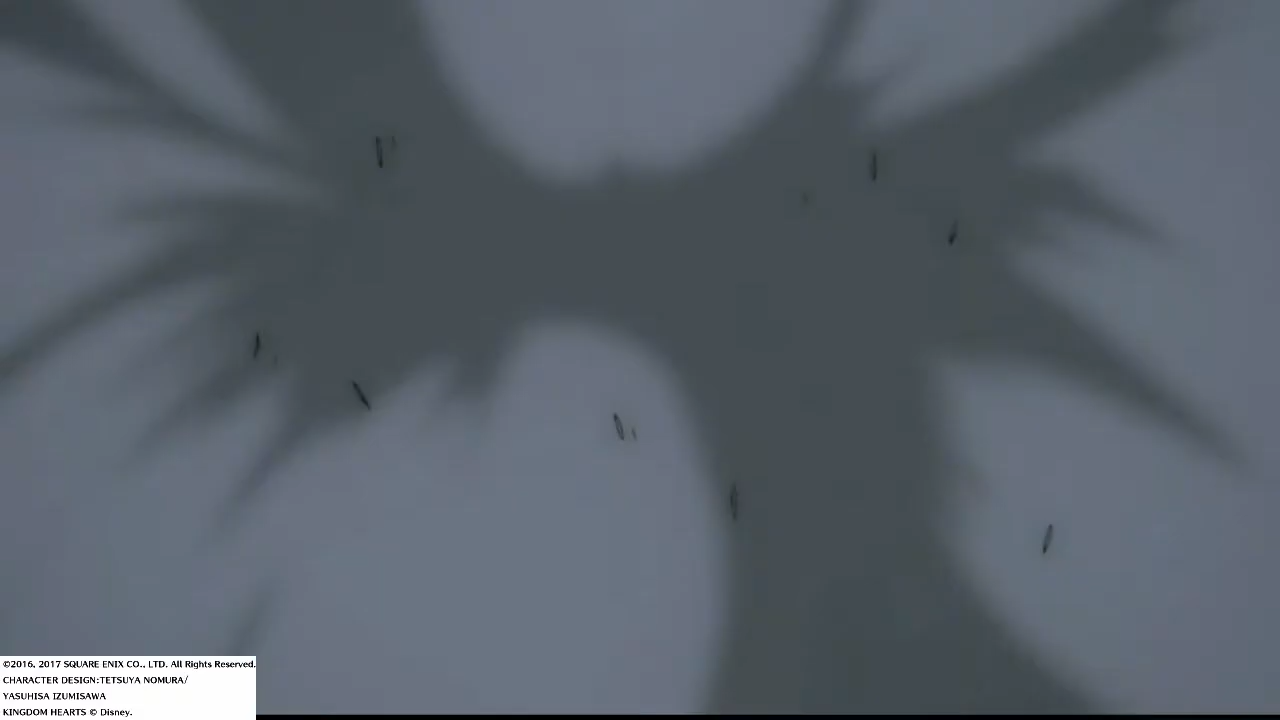 ©2016, 2017 SQUARE ENIX CO., LTD. All Rights Reserved.
CHARACTER DESIGN:TETSUYA NOMURA/
YASUHISA IZUMISAWA
KINGDOM HEARTS © Disney.